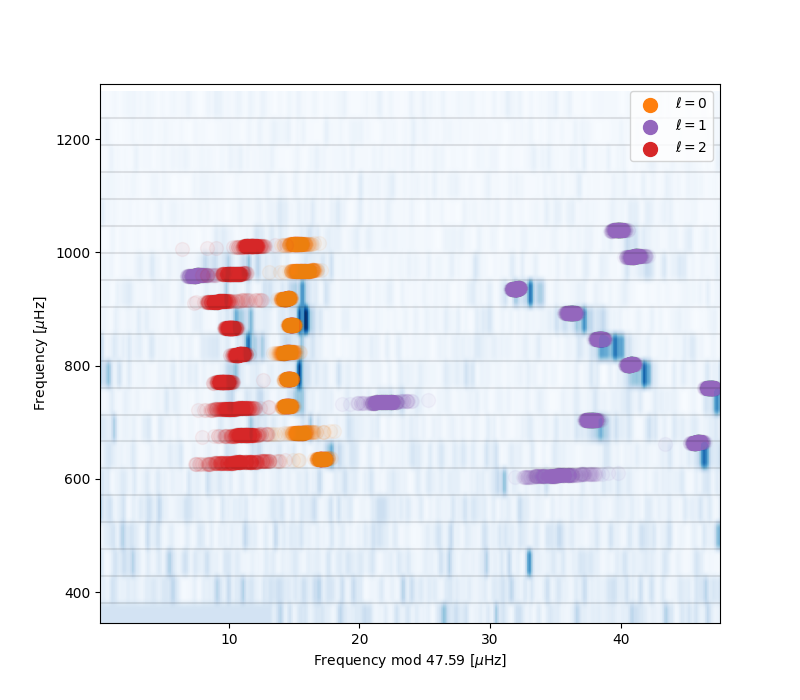 ℓ = 0
ℓ = 1
ℓ = 2
1200
1000
800
600
400
Frequency [μHz]
10 20 30 40
Frequency mod 47.59 [μHz]